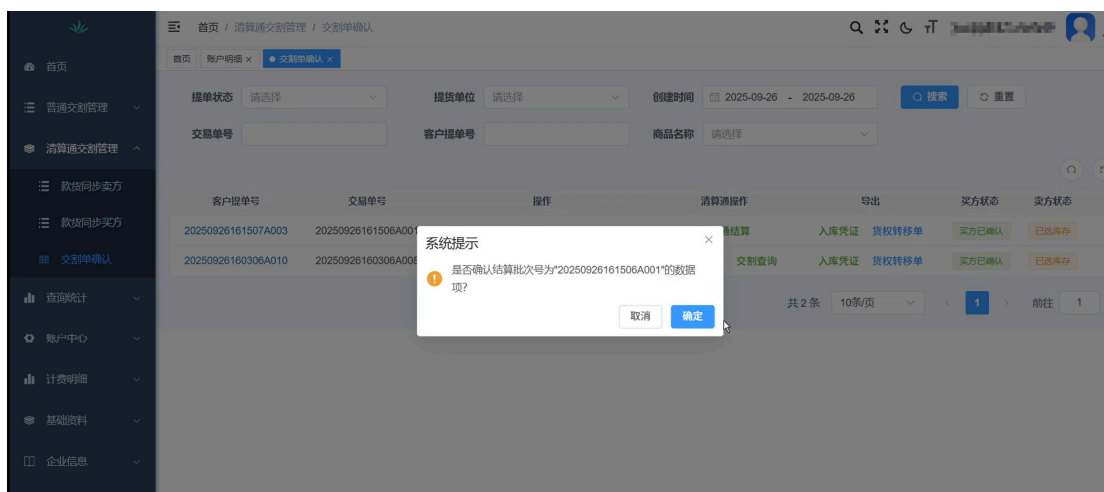 首页 / 清算通交割管理 / 交割单确认
首页
账户明细 ×
● 交割单确认 ×
首页
普通交割管理
清算通交割管理
款货同步卖方
款货同步买方
交割单确认
查询统计
账户中心
计费明细
基础资料
企业信息
提单状态 请选择 提货单位 请选择 创建时间 2025-09-26 - 2025-09-26 搜索 重置
交易单号 客户提单号 商品名称 请选择
客户提单号 交易单号 操作 清算通操作 导出 买方状态 卖方状态
20250926161507A003 20250926161506A001 通结算 入库凭证 货权转移单 买方已确认 已选库存
20250926160306A010 20250926160306A008 交割查询 入库凭证 货权转移单 买方已确认 已选库存
系统提示 ×
是否确认结算批次号为"20250926161506A001"的数据
项?
取消 确定
共 2 条 10条/页 1 前往 1